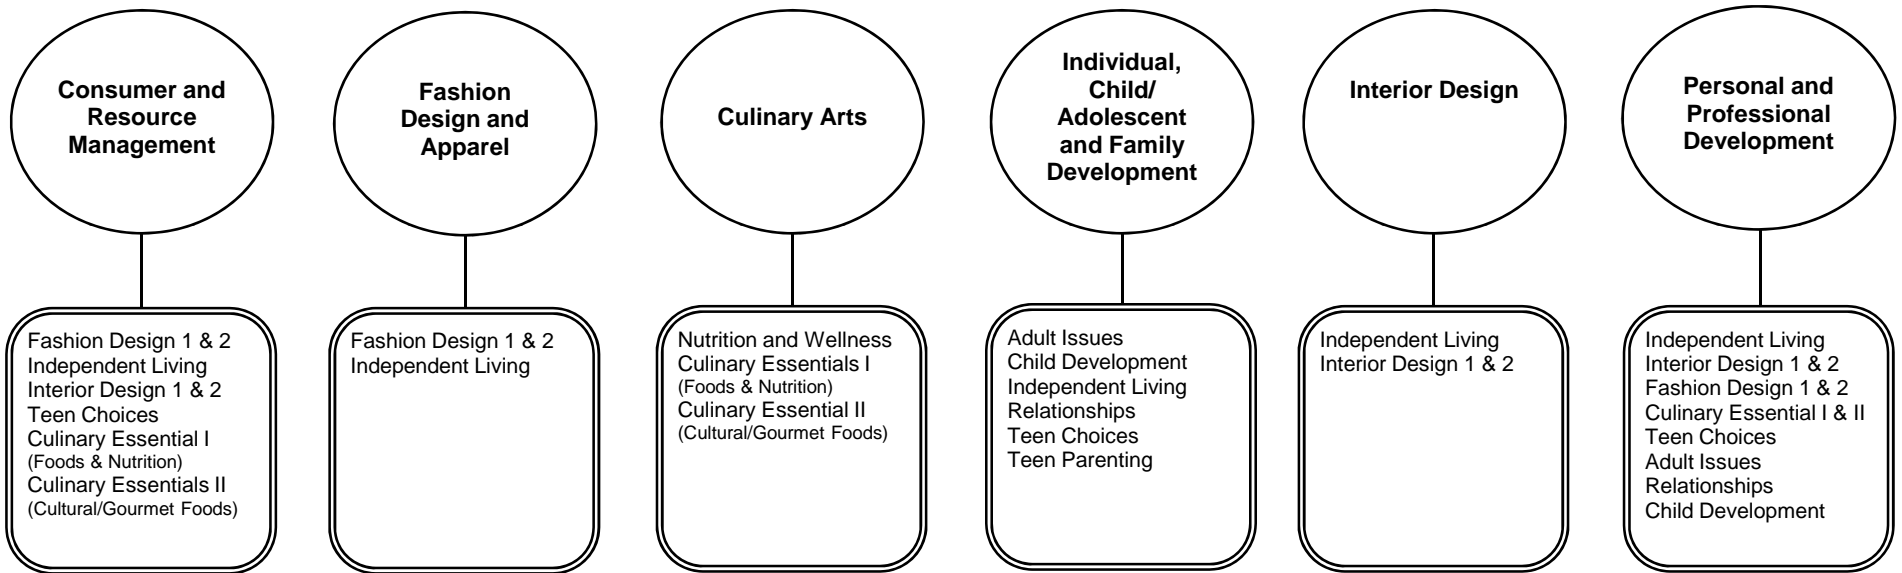 Consumer and
Resource
Management
Fashion
Design and
Apparel
Culinary Arts
Individual,
Child/
Adolescent
and Family
Development
Interior Design
Personal and
Professional
Development
Fashion Design 1 & 2
Independent Living
Interior Design 1 & 2
Teen Choices
Culinary Essential I
(Foods & Nutrition)
Culinary Essentials II
(Cultural/Gourmet Foods)
Fashion Design 1 & 2
Independent Living
Nutrition and Wellness
Culinary Essentials I
(Foods & Nutrition)
Culinary Essential II
(Cultural/Gourmet Foods)
Adult Issues
Child Development
Independent Living
Relationships
Teen Choices
Teen Parenting
Independent Living
Interior Design 1 & 2
Independent Living
Interior Design 1 & 2
Fashion Design 1 & 2
Culinary Essential I & II
Teen Choices
Adult Issues
Relationships
Child Development